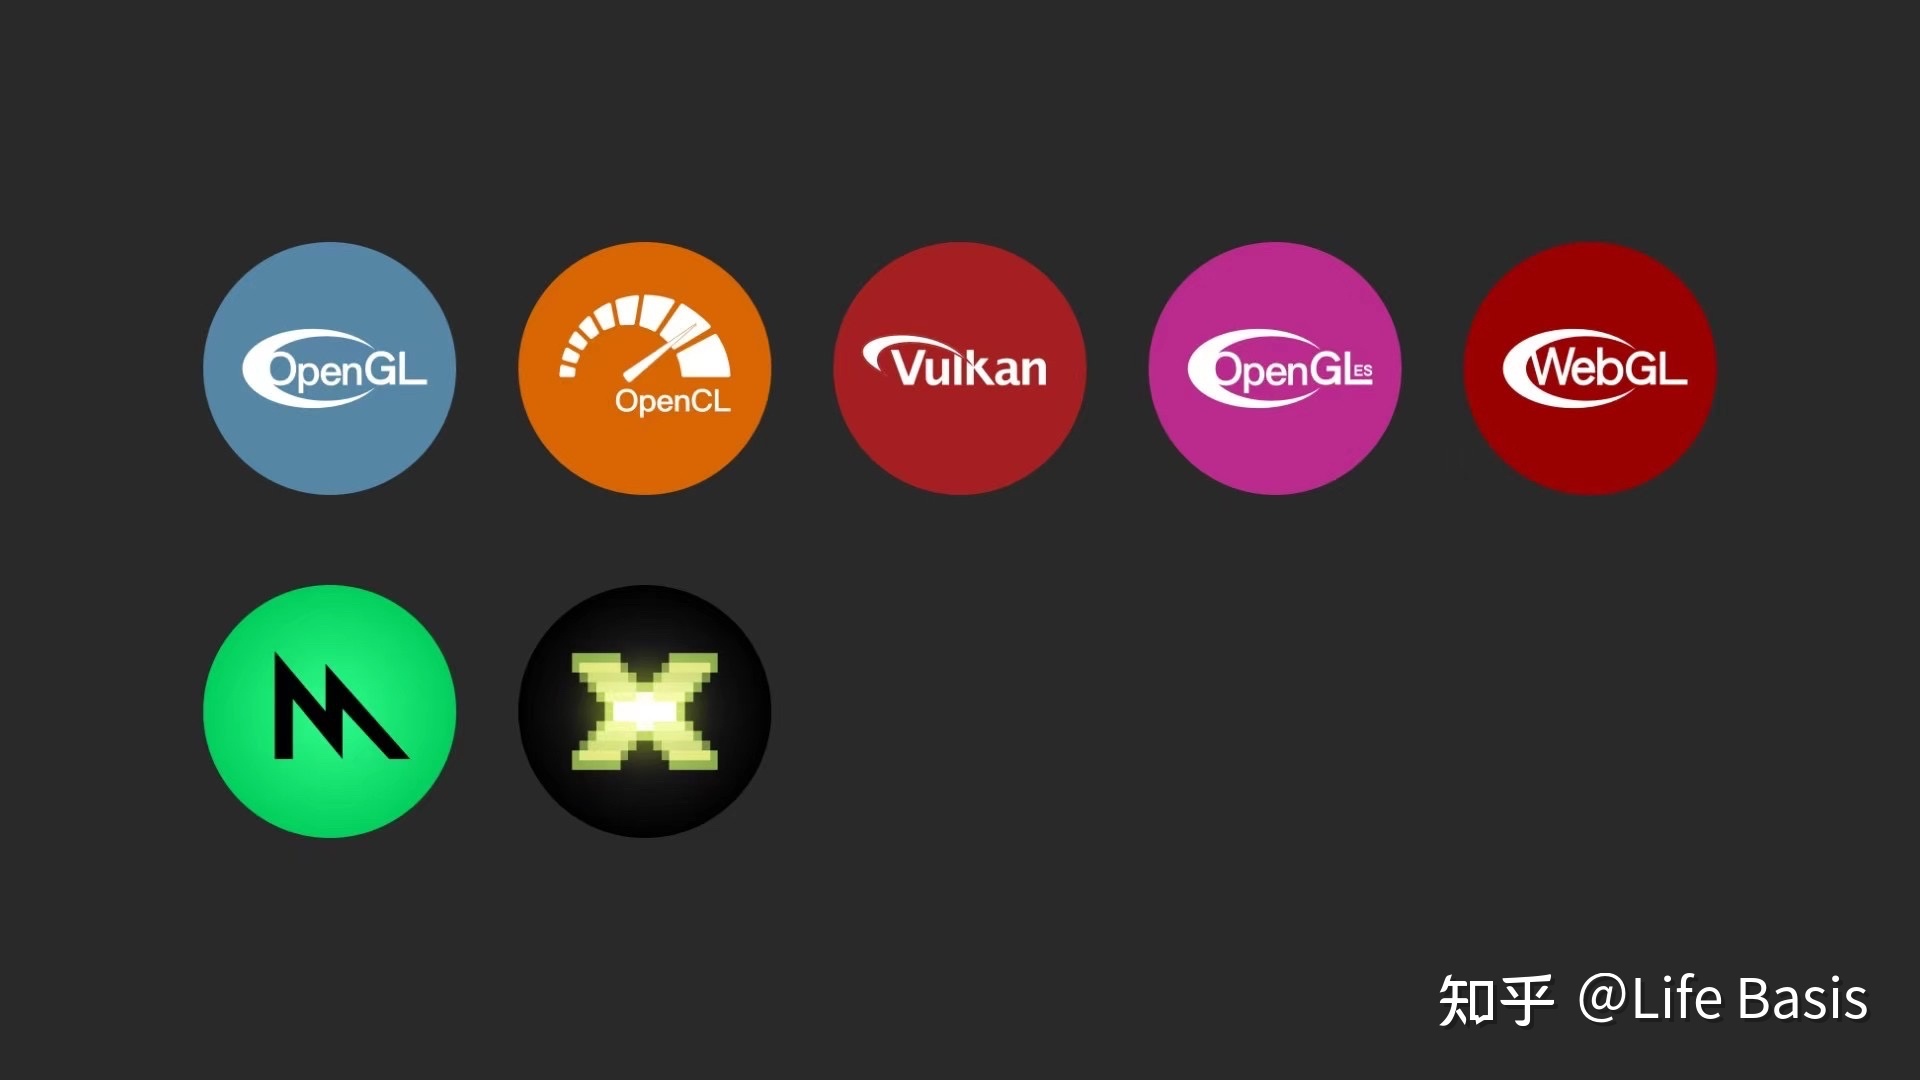 OpenGL
OpenCL
Vulkan
OpenGL ES
WebGL
知乎 @Life Basis